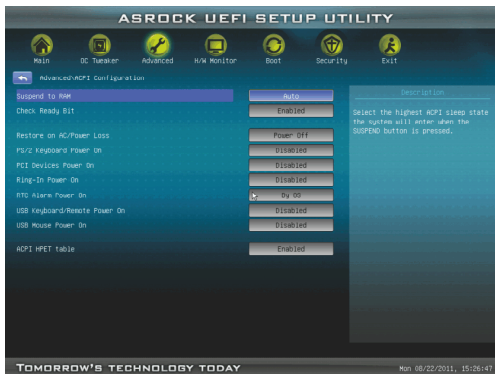 ASROCK UEFI SETUP UTILITY
Main OC Tweaker Advanced H/W Monitor Boot Security Exit
Advanced\ACPI Configuration
Suspend to RAM Auto
Check Ready Bit Enabled
Restore on AC/Power Loss Power Off
PS/2 Keyboard Power On Disabled
PCI Devices Power On Disabled
Ring-In Power On Disabled
RTC Alarm Power On By OS
USB Keyboard/Remote Power On Disabled
USB Mouse Power On Disabled
ACPI HPET table Enabled
Description
Select the highest ACPI sleep state
the system will enter when the
SUSPEND button is pressed.
TOMORROW'S TECHNOLOGY TODAY
Mon 08/22/2011, 15:26:47